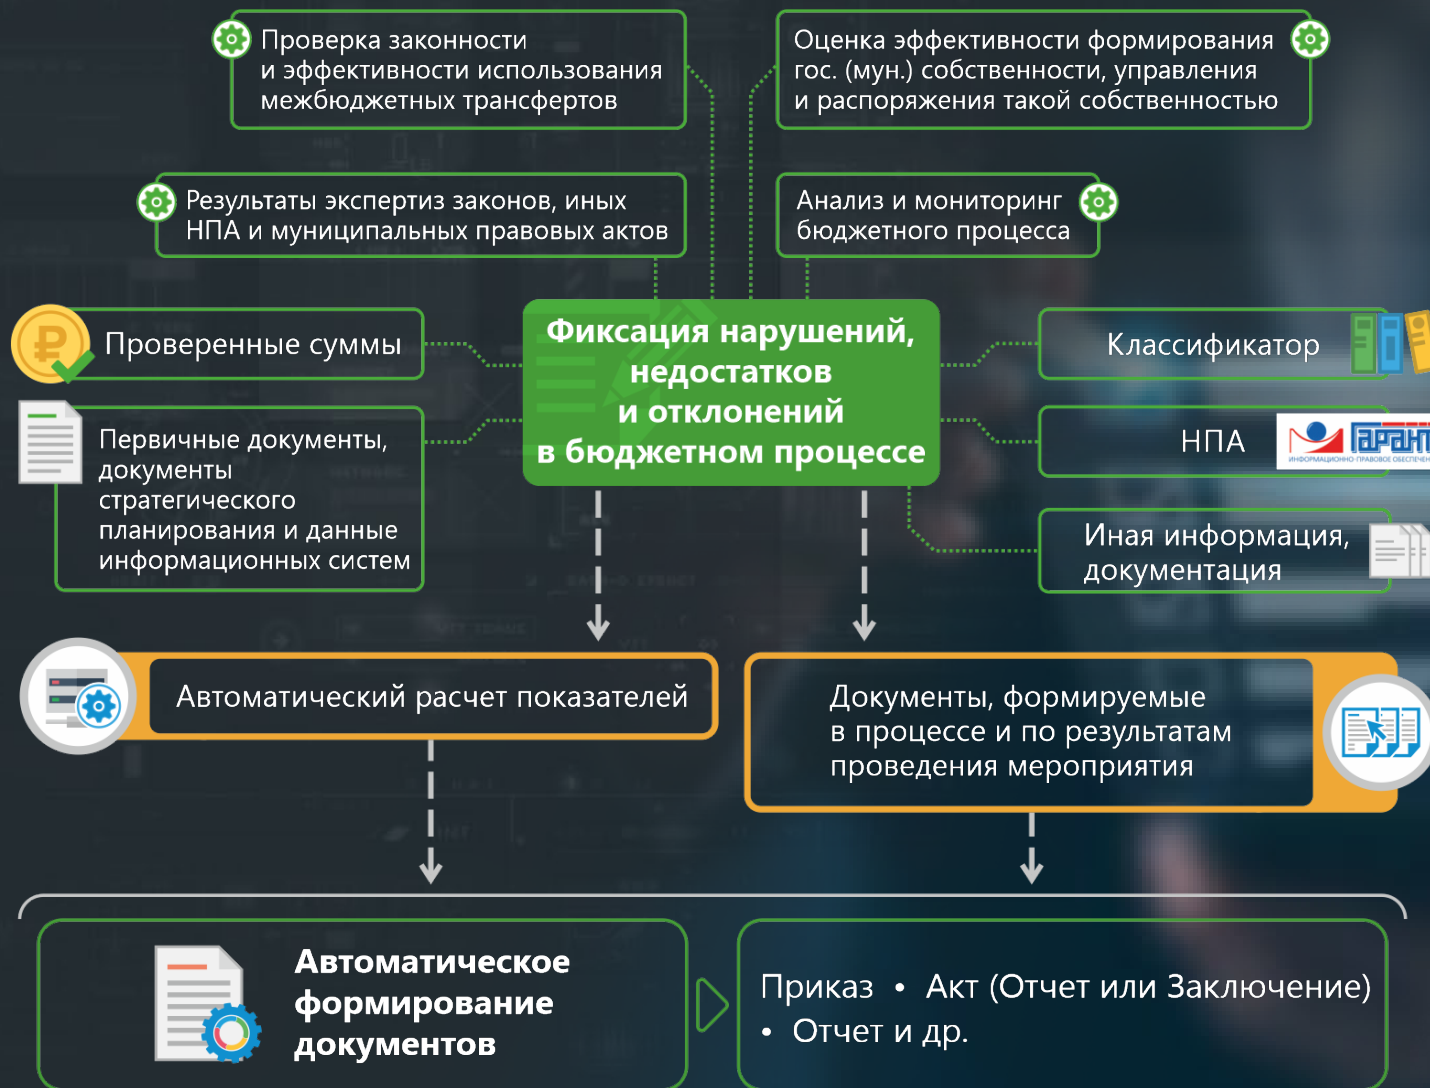 Проверка законности
и эффективности использования
межбюджетных трансфертов
Оценка эффективности формирования
гос. (мун.) собственности, управления
и распоряжения такой собственностью
Результаты экспертиз законов, иных
НПА и муниципальных правовых актов
Анализ и мониторинг
бюджетного процесса
Проверенные суммы
Первичные документы,
документы
стратегического
планирования и данные
информационных систем
Фиксация нарушений,
недостатков
и отклонений
в бюджетном процессе
Классификатор
НПА
Гарант
ИНФОРМАЦИОННО-ПРАВОВОЕ
Иная информация,
документация
Автоматический расчет показателей
Документы, формируемые
в процессе и по результатам
проведения мероприятия
Автоматическое
формирование
документов
Приказ • Акт (Отчет или Заключение)
• Отчет и др.